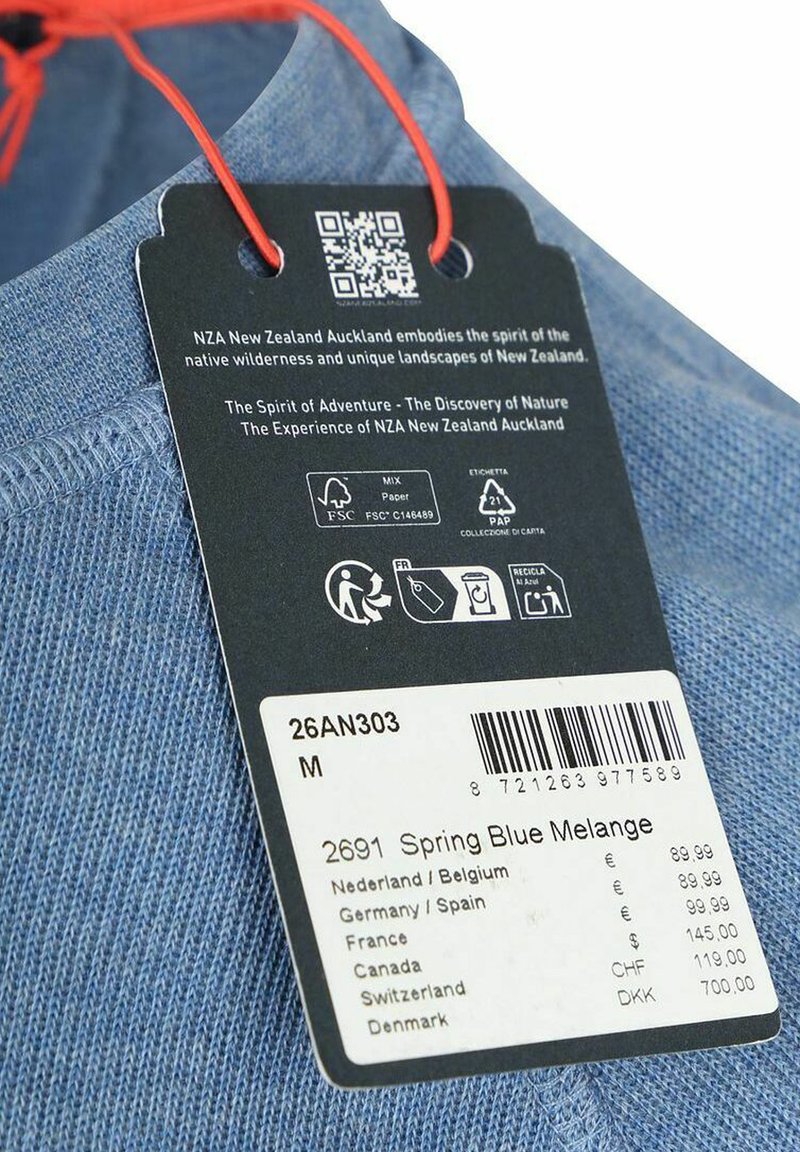 NZANEWZEALAND.COM
NZA New Zealand Auckland embodies the spirit of the
native wilderness and unique landscapes of New Zealand.
The Spirit of Adventure - The Discovery of Nature
The Experience of NZA New Zealand Auckland
FSC
MIX
Paper
FSC™ C146489
ETICHETTA
21
PAP
COLLEZIONE DI CARTA
FR
RECICLA
Al Azul
26AN303
M
8 721263 977589
2691 Spring Blue Melange
Nederland / Belgium € 89,99
Germany / Spain € 89,99
France € 99,99
Canada $ 145,00
Switzerland CHF 119,00
Denmark DKK 700,00